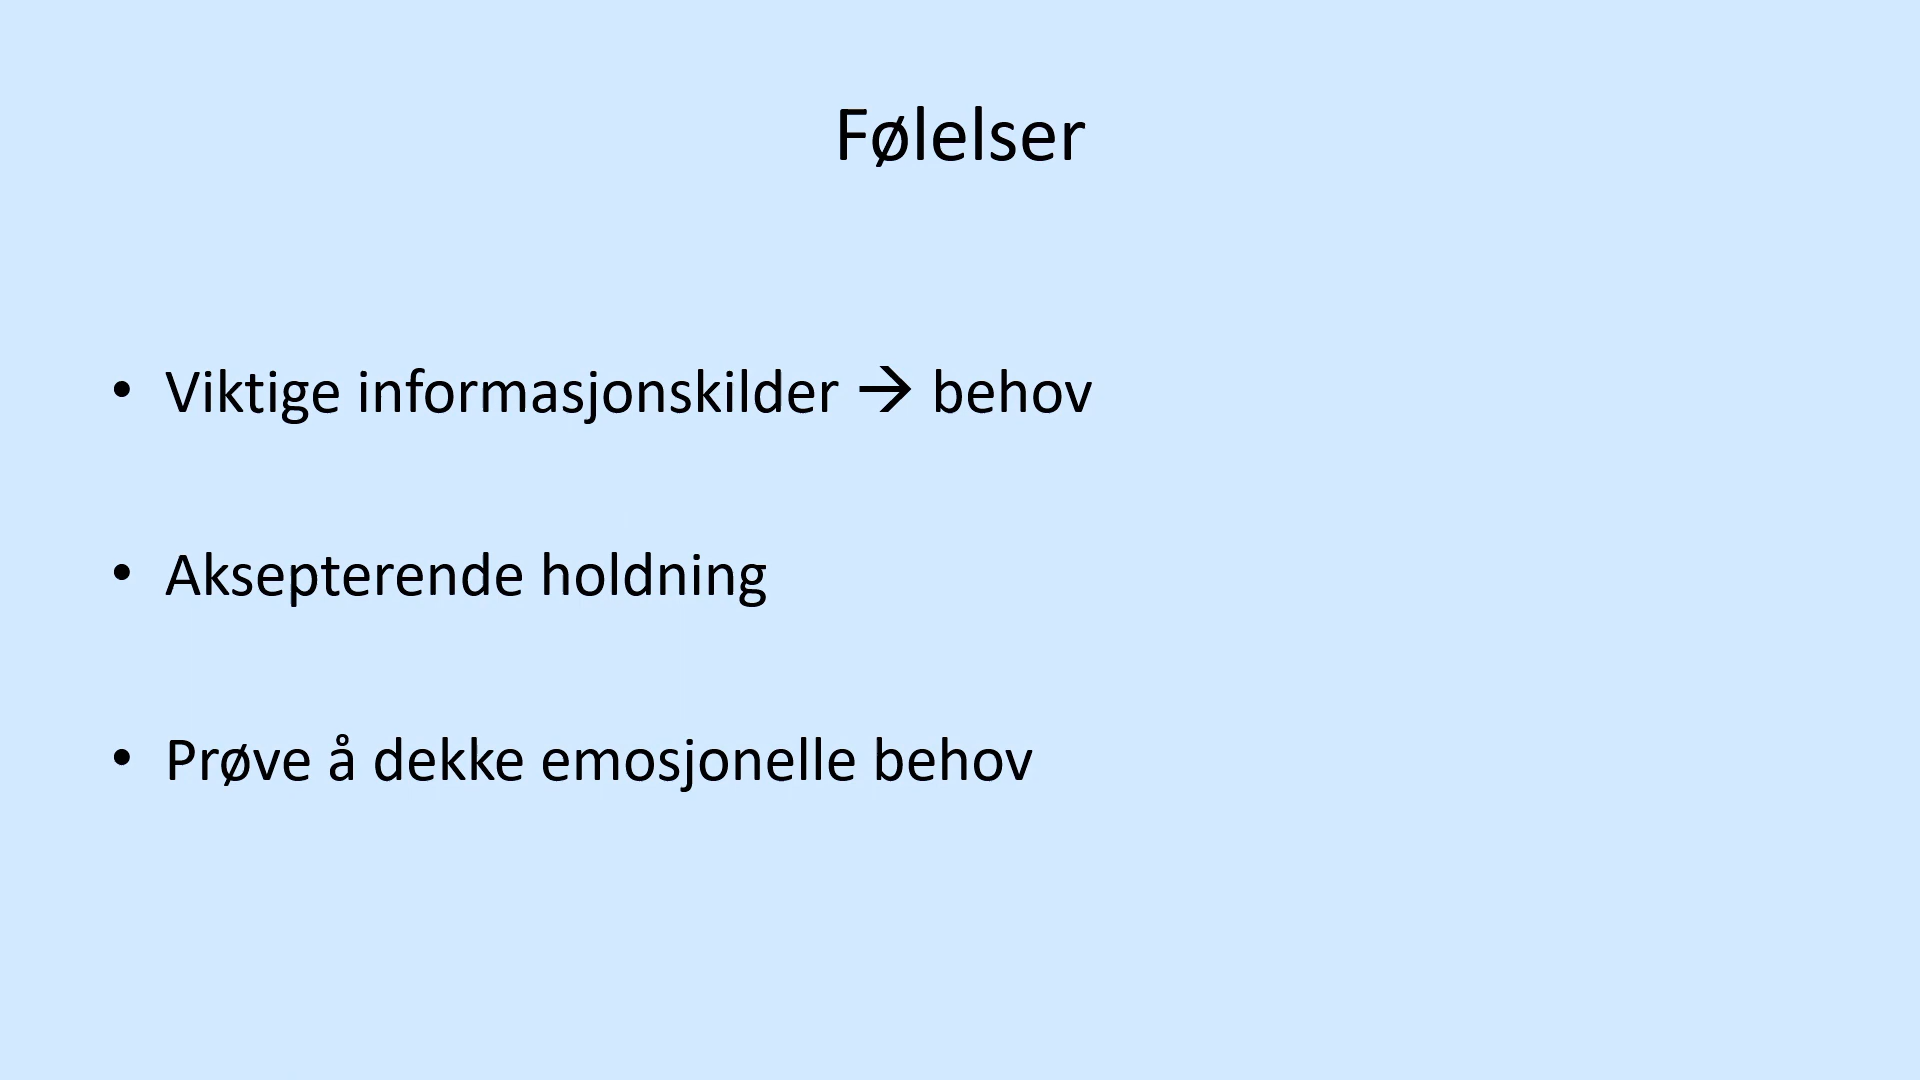 Følelser
• Viktige informasjonskilder → behov
• Aksepterende holdning
• Prøve å dekke emosjonelle behov